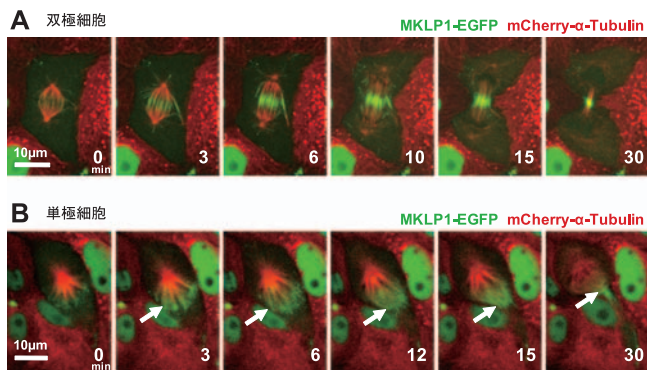 A 双極細胞 MKLP1-EGFP mCherry-α-Tubulin
10μm 0 min 3 6 10 15 30
B 単極細胞 MKLP1-EGFP mCherry-α-Tubulin
10μm 0 3 6 12 15 30